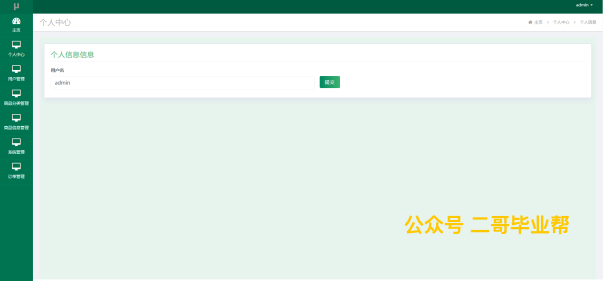 μ
admin
个人中心
主页 > 个人中心 > 个人信息
主页
个人中心
用户管理
商品分类管理
商品信息管理
系统管理
订单管理
个人信息信息
用户名
admin
提交
公众号 二哥毕业帮